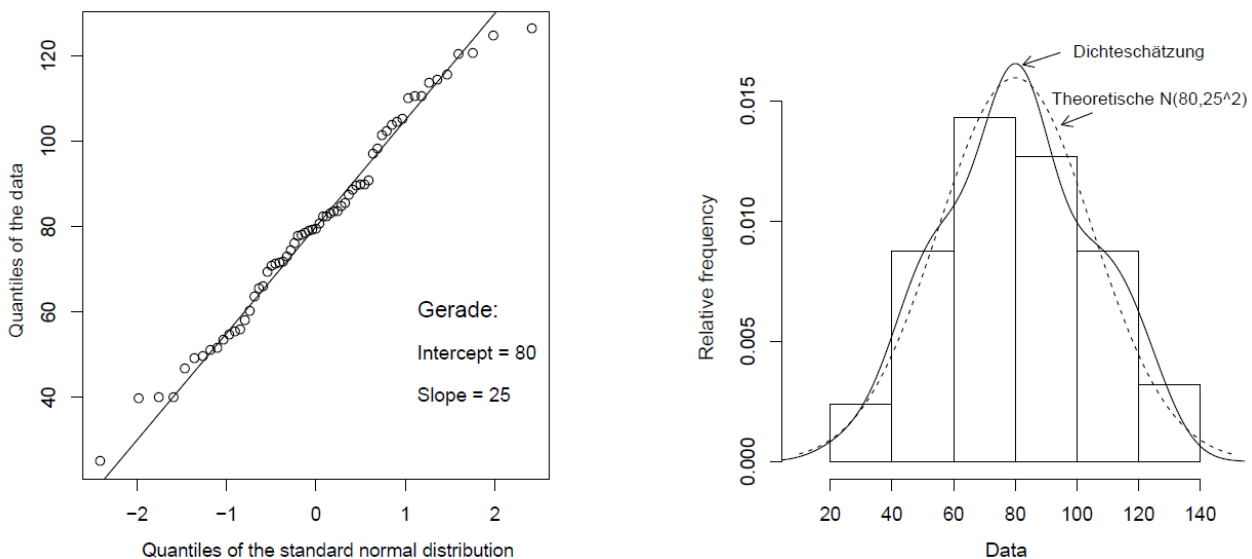 Quantiles of the data
40
60
80
100
120
Gerade:
Intercept = 80
Slope = 25
−2
−1
0
1
2
Quantiles of the standard normal distribution
Relative frequency
0.000
0.005
0.010
0.015
Dichteschätzung
Theoretische N(80,25^2)
20
40
60
80
100
120
140
Data